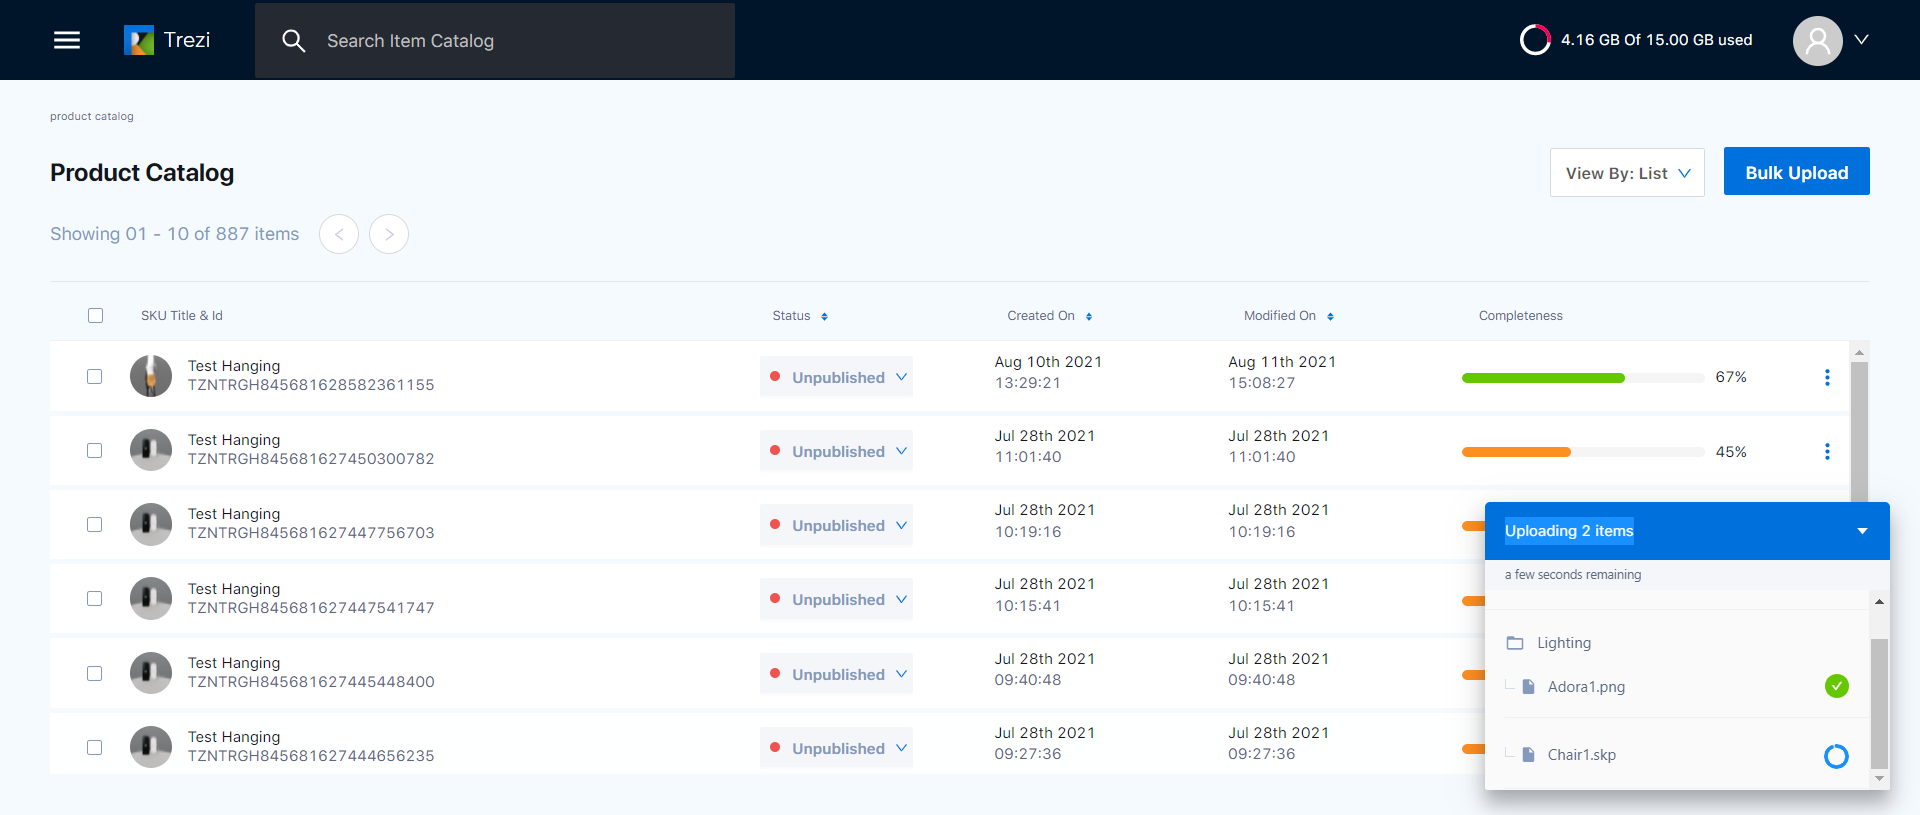 Trezi
Search Item Catalog
4.16 GB Of 15.00 GB used
product catalog
Product Catalog
View By: List
Bulk Upload
Showing 01 - 10 of 887 items
SKU Title & Id Status Created On Modified On Completeness
Test Hanging
TZNTRGH845681628582361155
Unpublished
Aug 10th 2021
13:29:21
Aug 11th 2021
15:08:27
67%
Test Hanging
TZNTRGH845681627450300782
Unpublished
Jul 28th 2021
11:01:40
Jul 28th 2021
11:01:40
45%
Test Hanging
TZNTRGH845681627447756703
Unpublished
Jul 28th 2021
10:19:16
Jul 28th 2021
10:19:16
Test Hanging
TZNTRGH845681627447541747
Unpublished
Jul 28th 2021
10:15:41
Jul 28th 2021
10:15:41
Test Hanging
TZNTRGH845681627445448400
Unpublished
Jul 28th 2021
09:40:48
Jul 28th 2021
09:40:48
Test Hanging
TZNTRGH845681627444656235
Unpublished
Jul 28th 2021
09:27:36
Jul 28th 2021
09:27:36
Uploading 2 items
a few seconds remaining
Lighting
Adora1.png
Chair1.skp